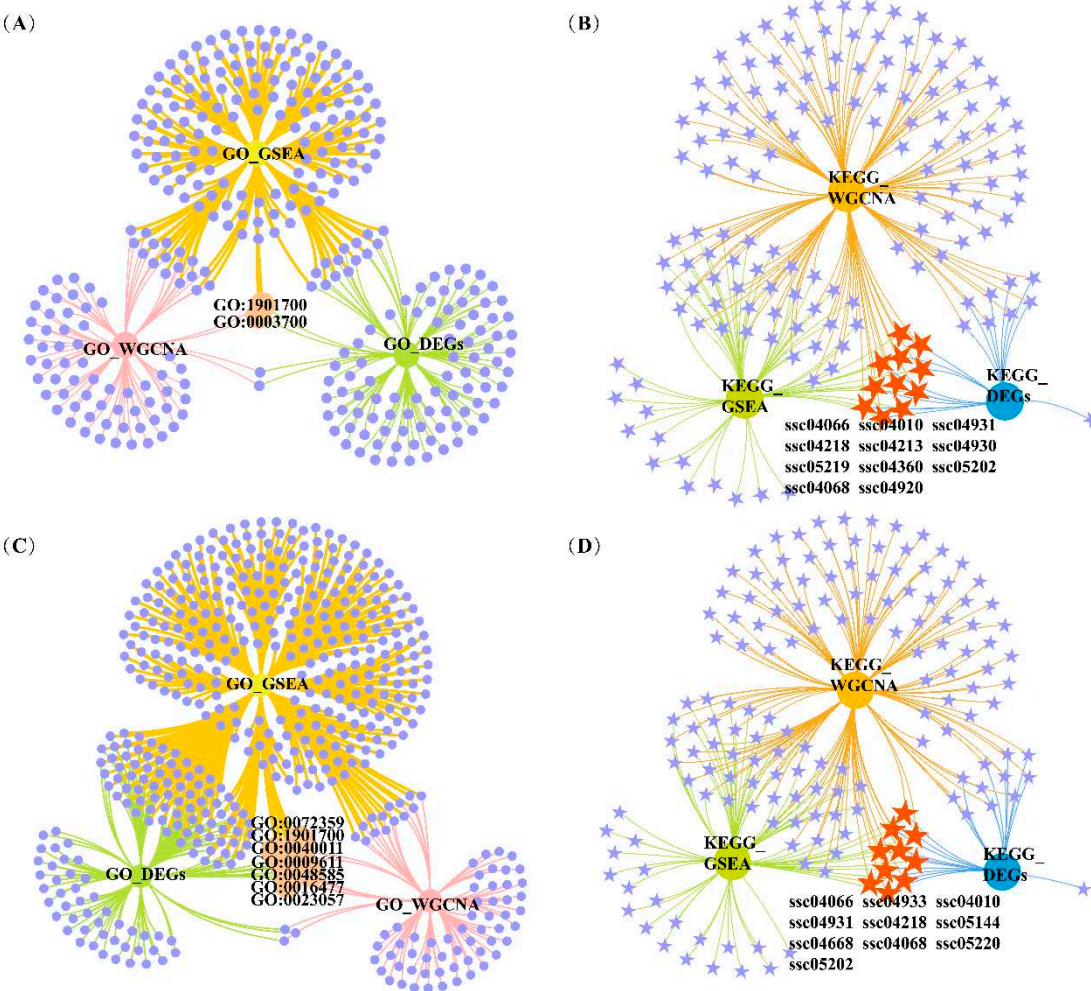 (A)
GO_GSEA
GO:1901700
GO:0003700
GO_WGCNA
GO_DEGs
(B)
KEGG_
WGCNA
KEGG_
GSEA
KEGG_
DEGs
ssc04066 ssc04010 ssc04931
ssc04218 ssc04213 ssc04930
ssc05219 ssc04360 ssc05202
ssc04068 ssc04920
(C)
GO_GSEA
GO:0072359
GO:1901700
GO:0040011
GO:0009611
GO:0048585
GO:0016477
GO:0023057
GO_DEGs
GO_WGCNA
(D)
KEGG_
WGCNA
KEGG_
GSEA
KEGG_
DEGs
ssc04066 ssc04933 ssc04010
ssc04931 ssc04218 ssc05144
ssc04668 ssc04068 ssc05220
ssc05202